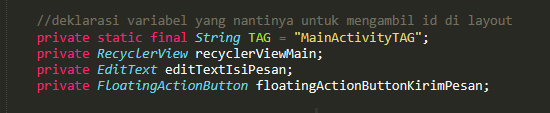 //deklarasi variabel yang nantinya untuk mengambil id di layout
private static final String TAG = "MainActivityTAG";
private RecyclerView recyclerViewMain;
private EditText editTextIsiPesan;
private FloatingActionButton floatingActionButtonKirimPesan;